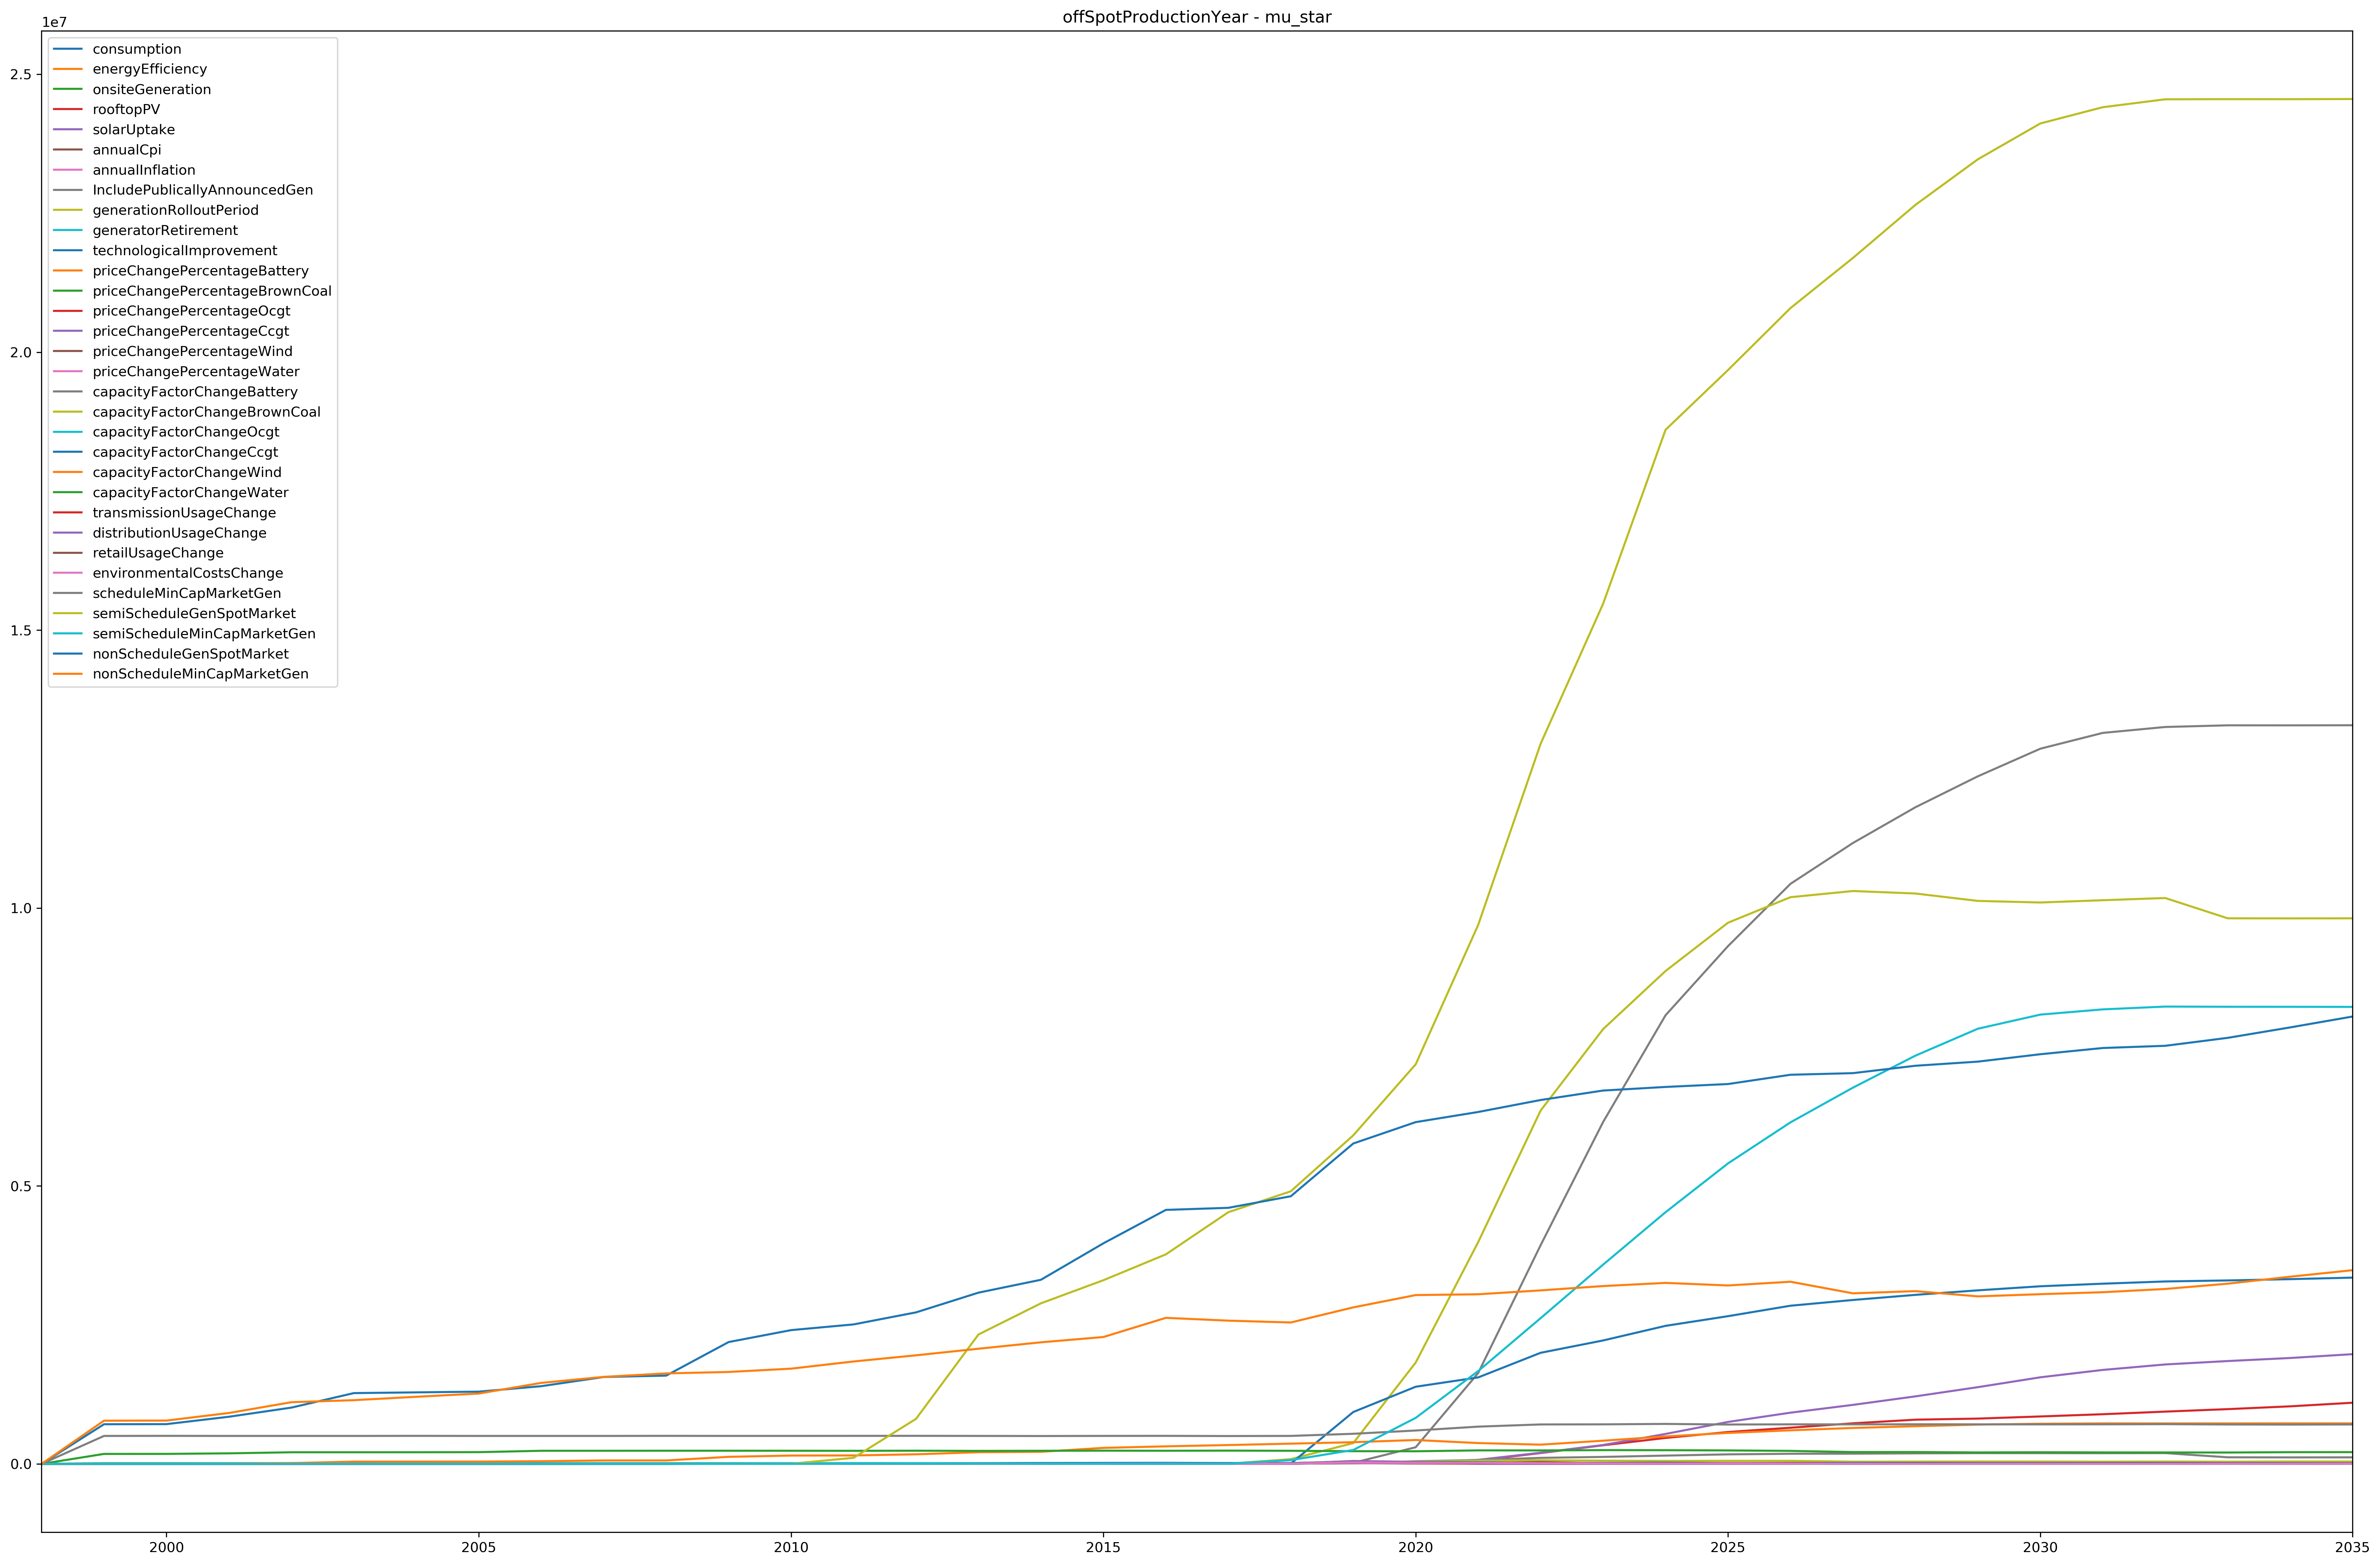 offSpotProductionYear - mu_star
1e7
consumption
energyEfficiency
onsiteGeneration
rooftopPV
solarUptake
annualCpi
annualInflation
IncludePublicallyAnnouncedGen
generationRolloutPeriod
generatorRetirement
technologicalImprovement
priceChangePercentageBattery
priceChangePercentageBrownCoal
priceChangePercentageOcgt
priceChangePercentageCcgt
priceChangePercentageWind
priceChangePercentageWater
capacityFactorChangeBattery
capacityFactorChangeBrownCoal
capacityFactorChangeOcgt
capacityFactorChangeCcgt
capacityFactorChangeWind
capacityFactorChangeWater
transmissionUsageChange
distributionUsageChange
retailUsageChange
environmentalCostsChange
scheduleMinCapMarketGen
semiScheduleGenSpotMarket
semiScheduleMinCapMarketGen
nonScheduleGenSpotMarket
nonScheduleMinCapMarketGen
2.5
2.0
1.5
1.0
0.5
0.0
2000 2005 2010 2015 2020 2025 2030 2035